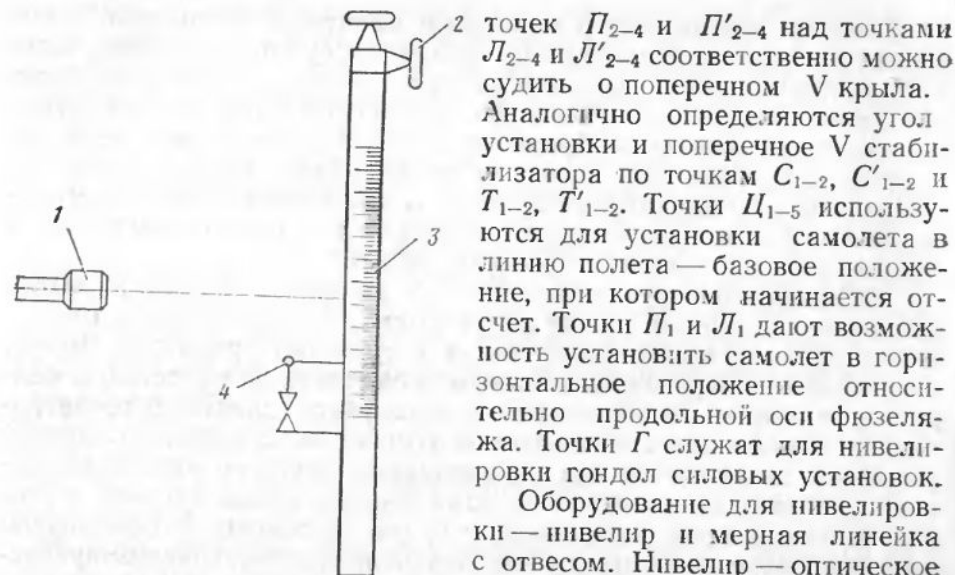 точек П₂₋₄ и П'₂₋₄ над точками
Л₂₋₄ и Л'₂₋₄ соответственно можно
судить о поперечном V крыла.
Аналогично определяются угол
установки и поперечное V стаби-
лизатора по точкам С₁₋₂, С'₁₋₂ и
Т₁₋₂, Т'₁₋₂. Точки Ц₁₋₅ использу-
ются для установки самолета в
линию полета — базовое положе-
ние, при котором начинается от-
счет. Точки П₁ и Л₁ дают возмож-
ность установить самолет в гори-
зонтальное положение относи-
тельно продольной оси фюзеля-
жа. Точки Г служат для нивели-
ровки гондол силовых установок.
Оборудование для нивелиров-
ки — нивелир и мерная линейка
с отвесом. Нивелир — оптическое
2
1
3
4